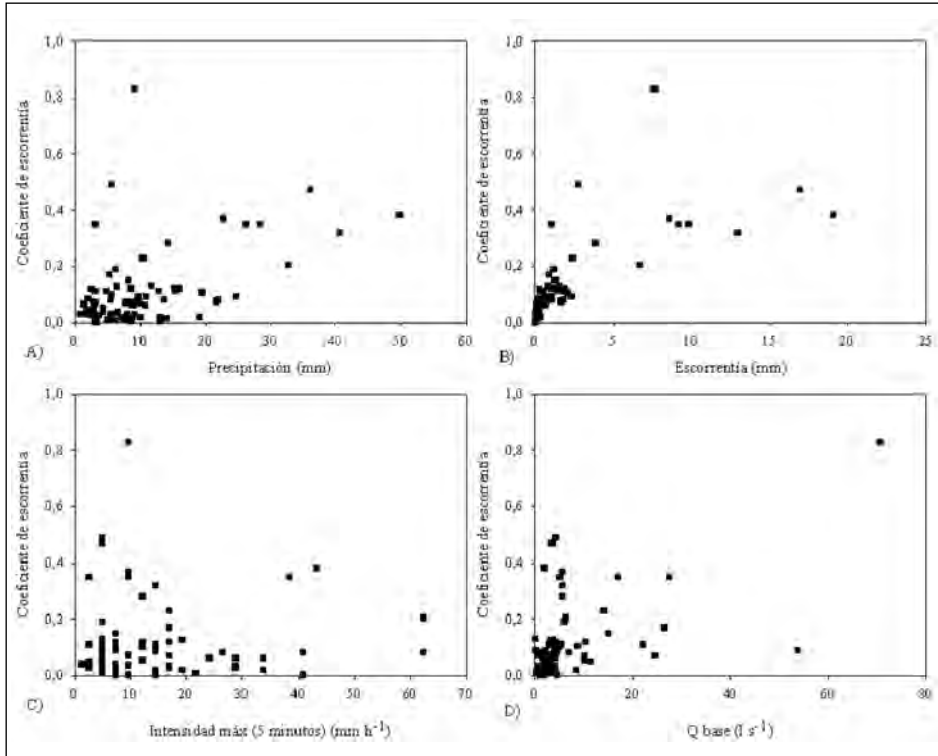 1,0
0,8
0,6
0,4
0,2
0,0
Coeficiente de escorrentía
0 10 20 30 40 50 60
A)
Precipitación (mm)
1,0
0,8
0,6
0,4
0,2
0,0
Coeficiente de escorrentía
0 5 10 15 20 25
B)
Escorrentía (mm)
1,0
0,8
0,6
0,4
0,2
0,0
Coeficiente de escorrentía
0 10 20 30 40 50 60 70
C)
Intensidad máx (5 minutos) (mm h⁻¹)
1,0
0,8
0,6
0,4
0,2
0,0
Coeficiente de escorrentía
0 20 40 60 80
D)
Q base (l s⁻¹)